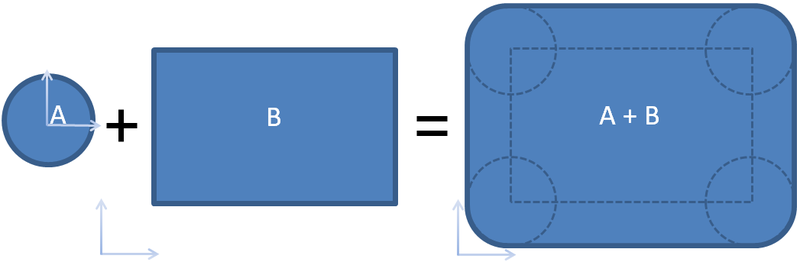 A + B = A + B